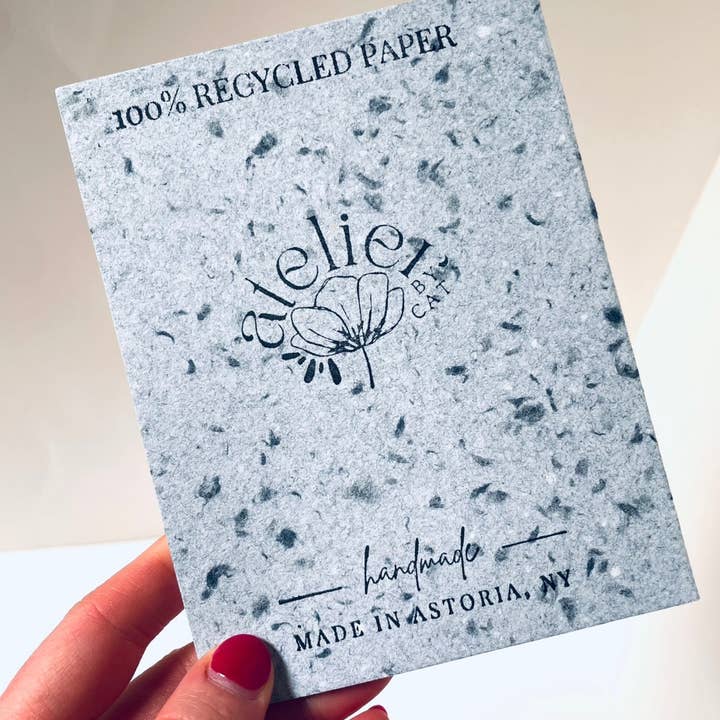 100% RECYCLED PAPER
atelier
BY
CAT
handmade
MADE IN ASTORIA, NY